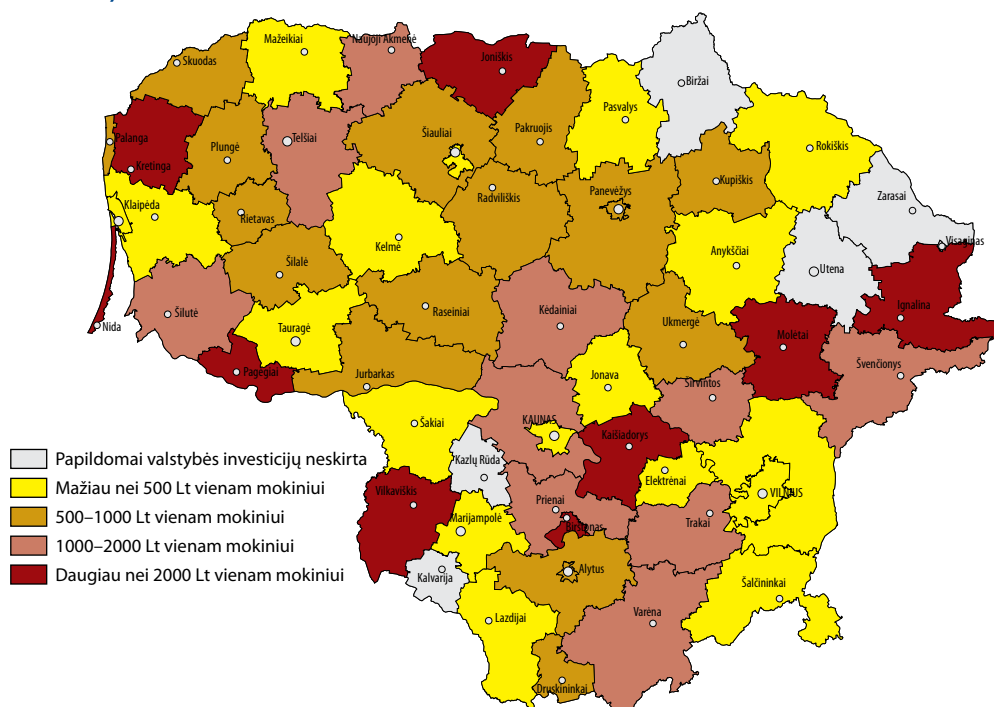 Mažeikiai
Naujoji Akmenė
Skuodas
Joniškis
Biržai
Pasvalys
Palanga
Kretinga
Plungė
Telšiai
Šiauliai
Pakruojis
Rokiškis
Kupiškis
Zarasai
Klaipėda
Rietavas
Radviliškis
Panevėžys
Visaginas
Kelmė
Anykščiai
Utena
Šilalė
Ignalina
Nida
Šilutė
Tauragė
Raseiniai
Kėdainiai
Ukmergė
Molėtai
Pagėgiai
Jurbarkas
Jonava
Širvintos
Švenčionys
Šakiai
KAUNAS
Kaišiadorys
Kazlų Rūda
Elektrėnai
VILNIUS
Vilkaviškis
Prienai
Marijampolė
Birštonas
Trakai
Kalvarija
Alytus
Šalčininkai
Lazdijai
Varėna
Druskininkai
Papildomai valstybės investicijų neskirta
Mažiau nei 500 Lt vienam mokiniui
500–1000 Lt vienam mokiniui
1000–2000 Lt vienam mokiniui
Daugiau nei 2000 Lt vienam mokiniui